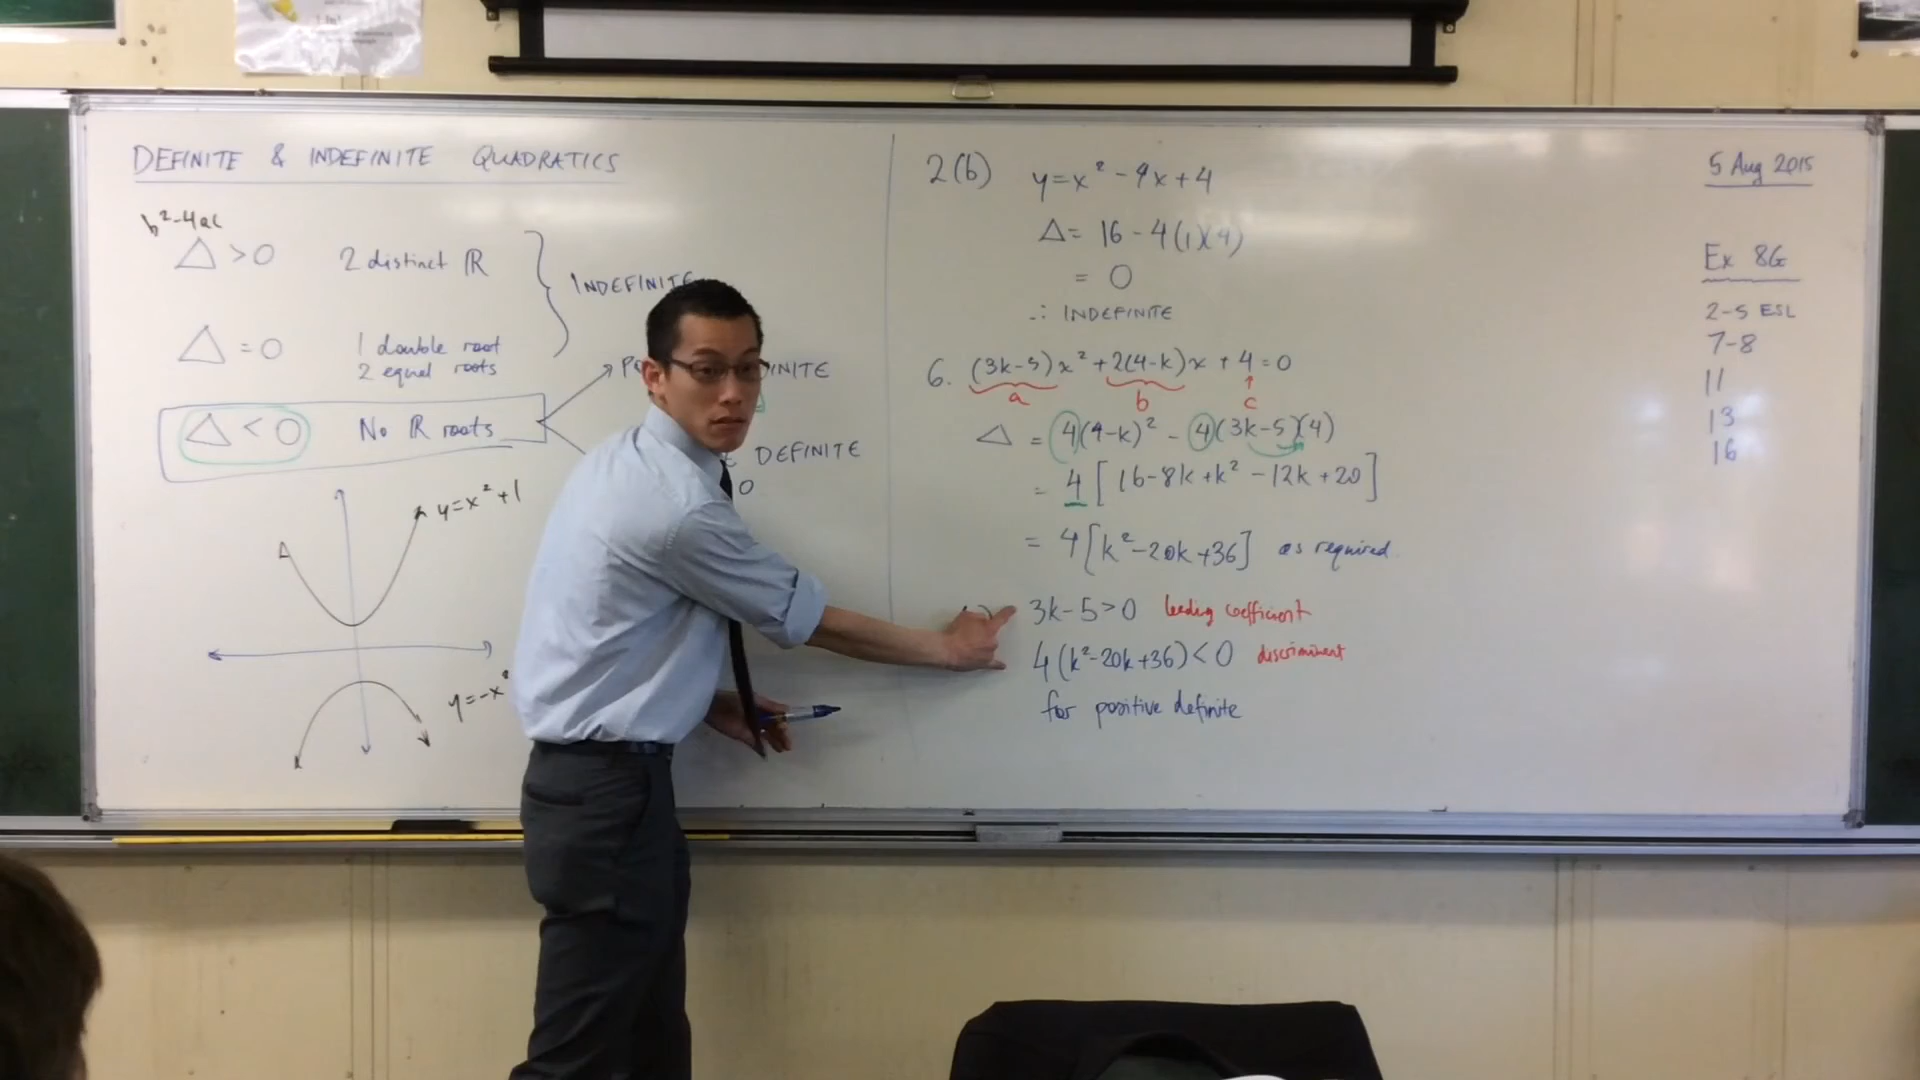 DEFINITE & INDEFINITE QUADRATICS
b²-4ac
△ > 0 2 distinct ℝ
INDEFINITE
△ = 0 1 double root
2 equal roots
△ < 0 No ℝ roots
DEFINITE
0
y=x²+1
y=-x²
2(b) y=x²-4x+4
△= 16-4(1)(4)
= 0
∴ INDEFINITE
6. (3k-5)x²+2(4-k)x+4=0
a b c
△ = 4(4-k)² - 4(3k-5)(4)
= 4[16-8k+k²-12k+20]
= 4[k²-20k+36] as required.
3k-5>0 leading coefficient
4(k²-20k+36)<0 discriminant
for positive definite
5 Aug 2015
Ex 8G
2-5 ESL
7-8
11
13
16